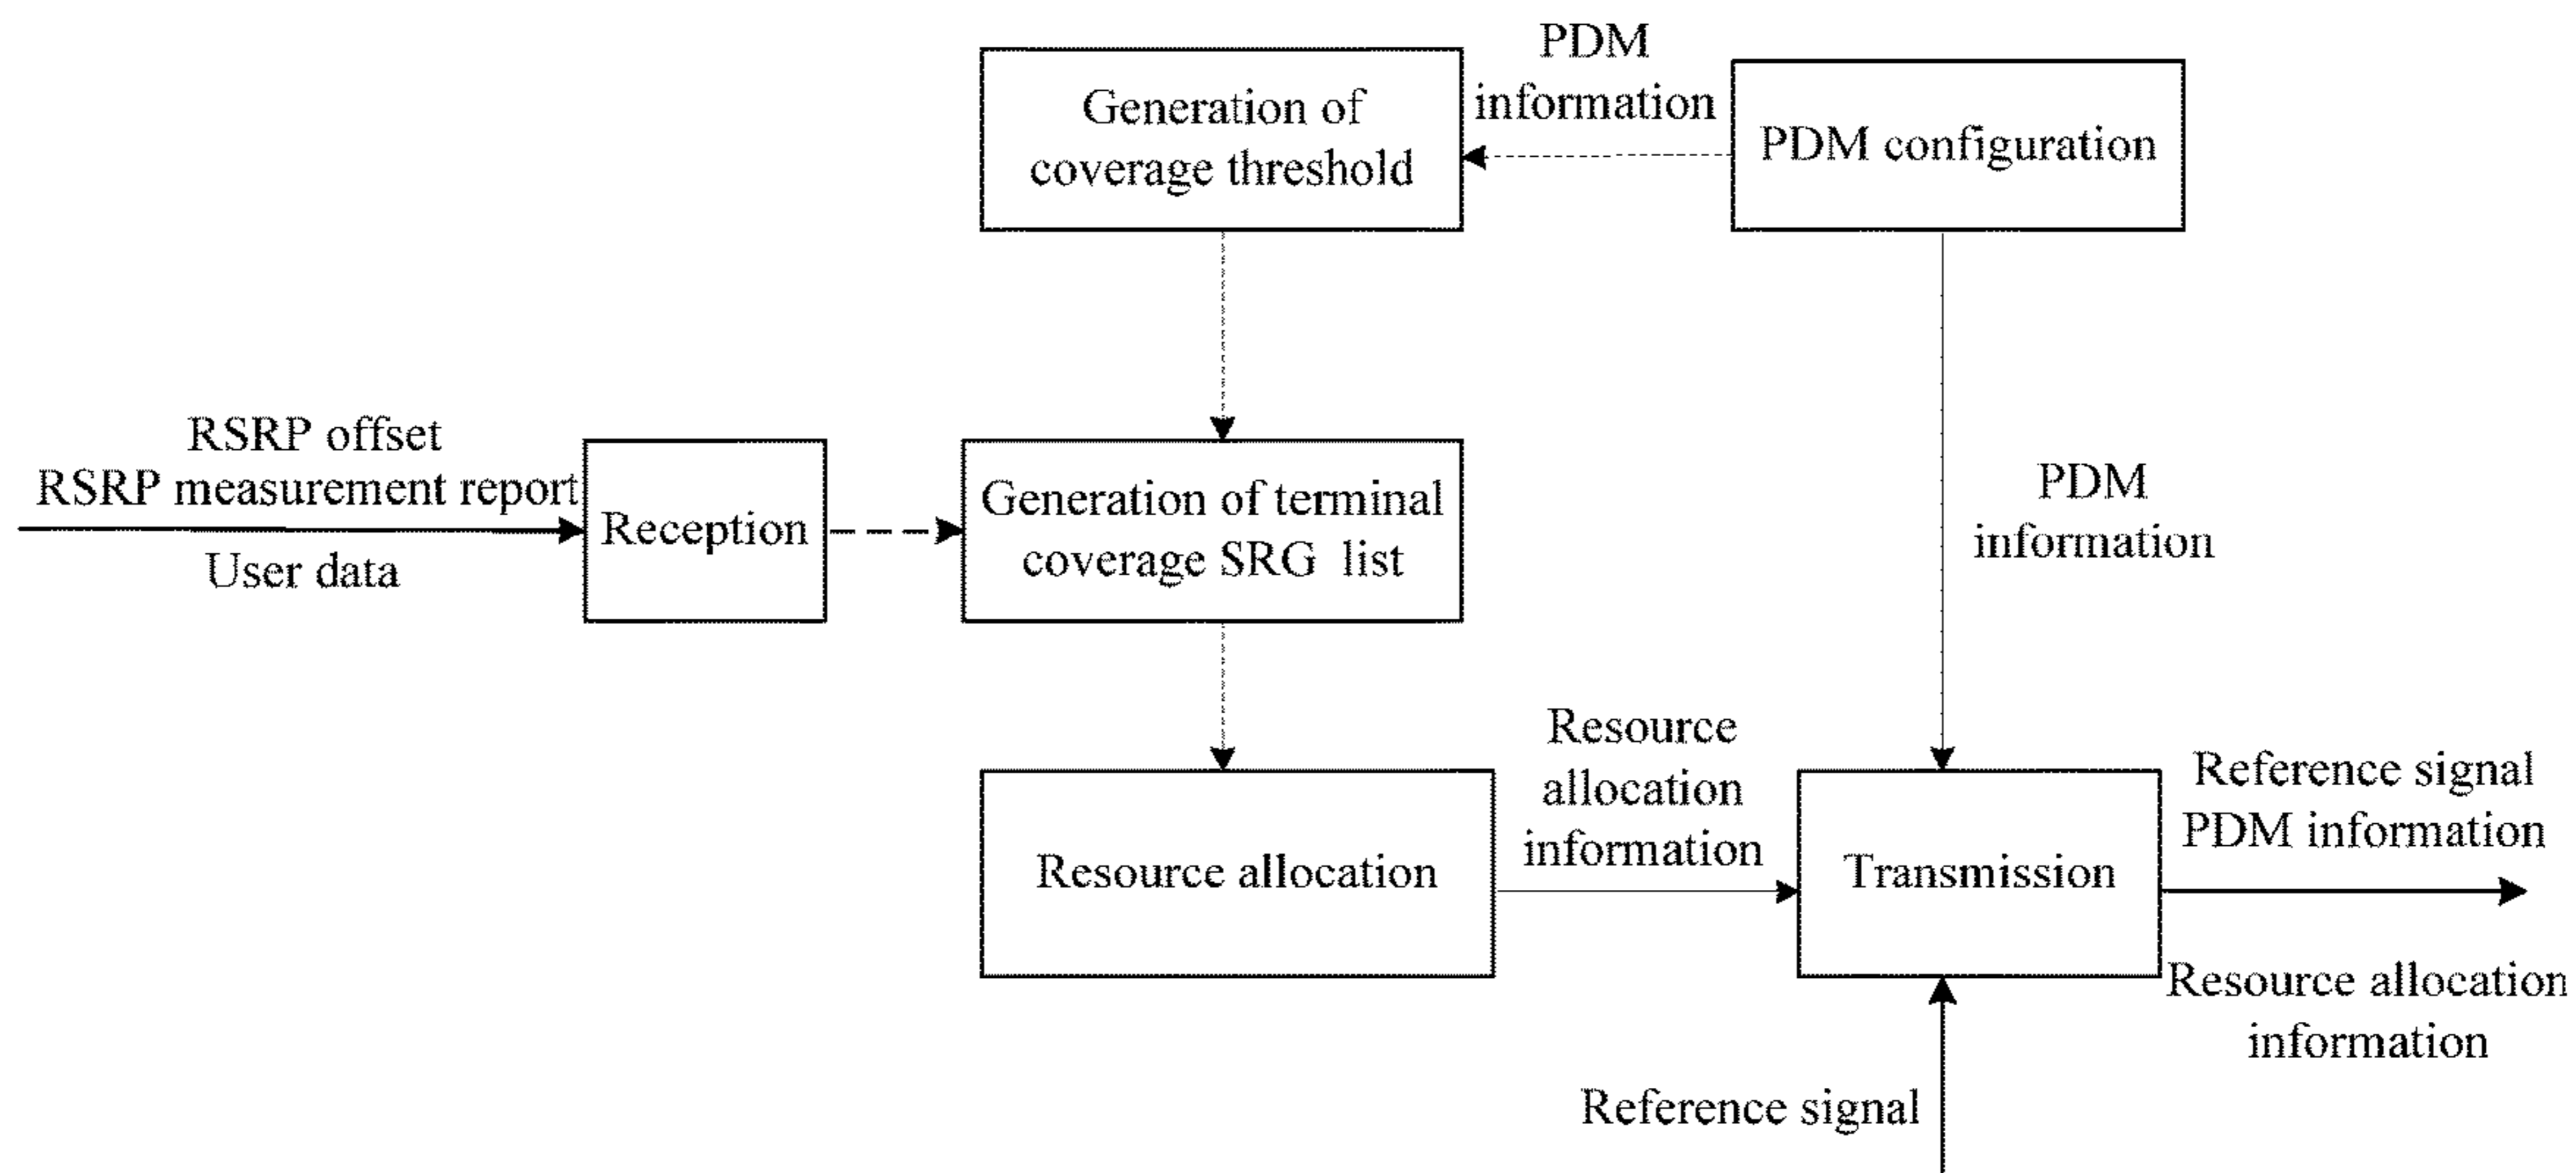 PDM
information
Generation of
coverage threshold
PDM configuration
RSRP offset
RSRP measurement report
User data
Reception
Generation of terminal
coverage SRG list
PDM
information
Resource allocation
Resource
allocation
information
Transmission
Reference signal
PDM information
Resource allocation
information
Reference signal